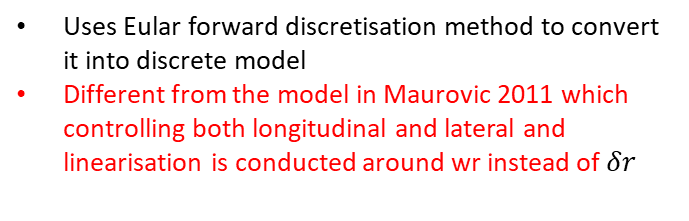 • Uses Eular forward discretisation method to convert
it into discrete model
• Different from the model in Maurovic 2011 which
controlling both longitudinal and lateral and
linearisation is conducted around wr instead of 𝛿𝑟